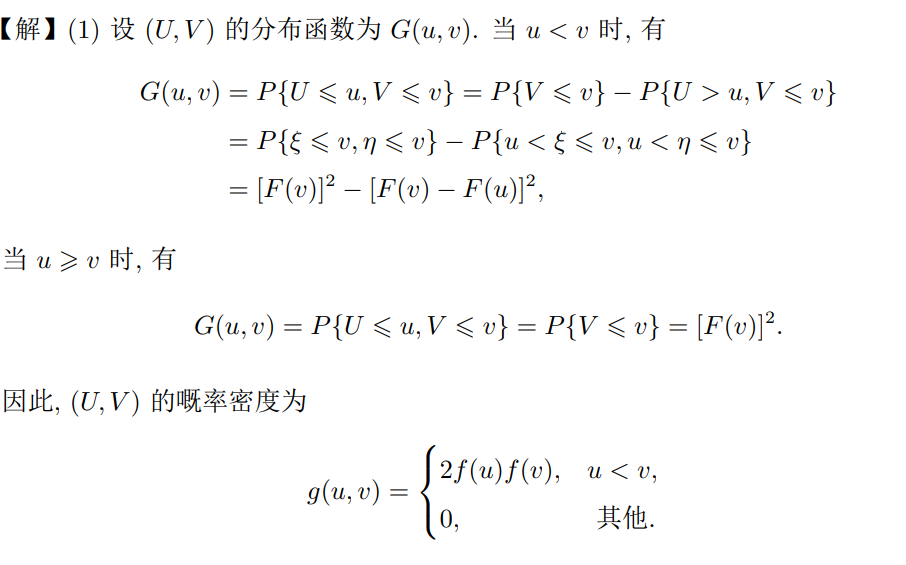 【解】(1) 设 (U, V) 的分布函数为 G(u, v). 当 u < v 时, 有
G(u, v) = P{U ⩽ u, V ⩽ v} = P{V ⩽ v} − P{U > u, V ⩽ v}
= P{ξ ⩽ v, η ⩽ v} − P{u < ξ ⩽ v, u < η ⩽ v}
= [F(v)]² − [F(v) − F(u)]²,
当 u ⩾ v 时, 有
G(u, v) = P{U ⩽ u, V ⩽ v} = P{V ⩽ v} = [F(v)]².
因此, (U, V) 的嘅率密度为
g(u, v) = { 2f(u)f(v), u < v,
0, 其他.